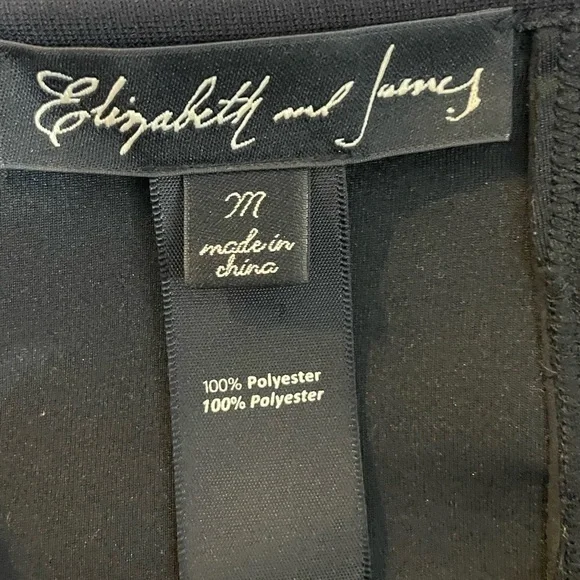 Elizabeth and James
M
made in
china
100% Polyester
100% Polyester